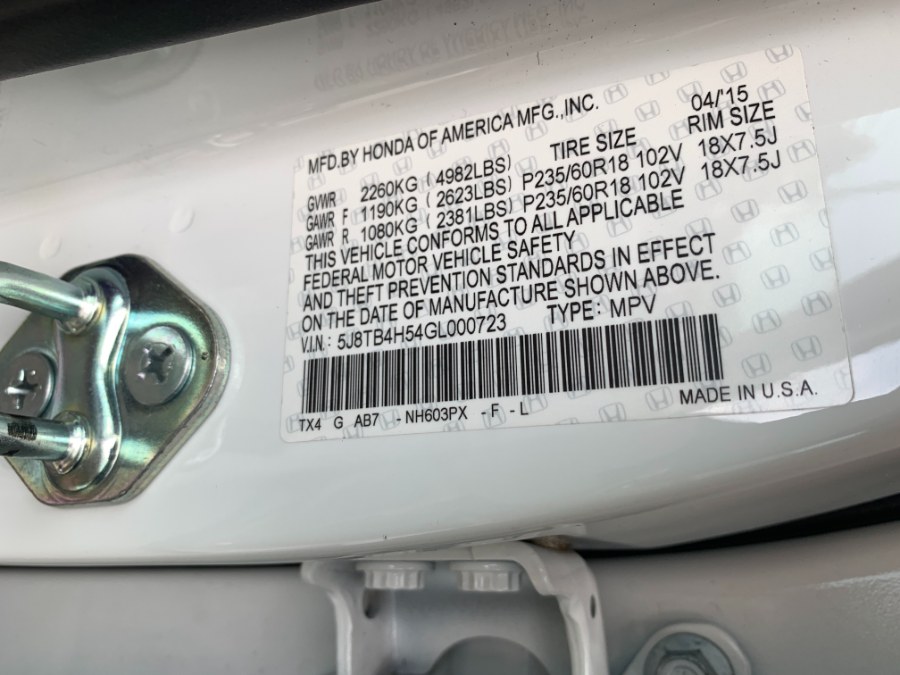 MFD.BY HONDA OF AMERICA MFG.,INC. 04/'15
TIRE SIZE RIM SIZE
GVWR 2260KG ( 4982LBS)
GAWR F 1190KG ( 2623LBS) P235/60R18 102V 18X7.5J
GAWR R 1080KG ( 2381LBS) P235/60R18 102V 18X7.5J
THIS VEHICLE CONFORMS TO ALL APPLICABLE
FEDERAL MOTOR VEHICLE SAFETY
AND THEFT PREVENTION STANDARDS IN EFFECT
ON THE DATE OF MANUFACTURE SHOWN ABOVE.
V.I.N.: 5J8TB4H54GL000723 TYPE: MPV
TX4 G AB7 -NH603PX -F -L MADE IN U.S.A.